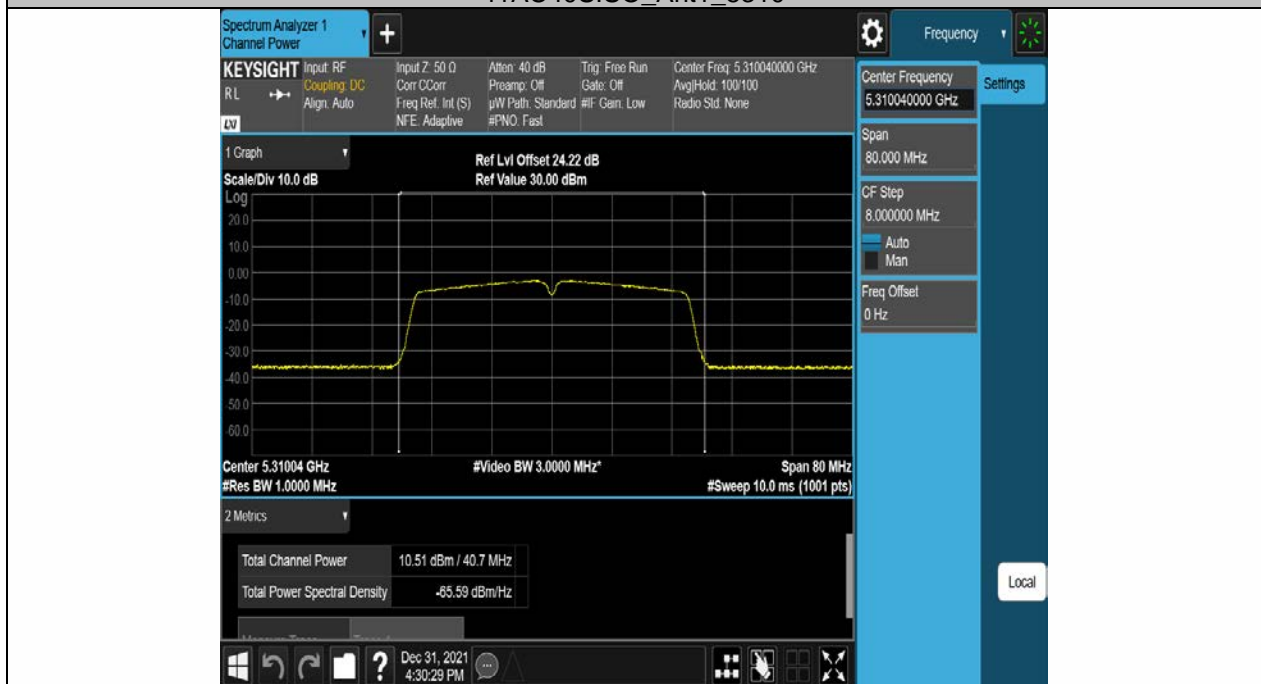 Spectrum Analyzer 1
Channel Power
+
Frequency
KEYSIGHT
RL
LXI
Input: RF
Coupling: DC
Align: Auto
Input Z: 50 Ω
Corr CCorr
Freq Ref: Int (S)
NFE: Adaptive
Atten: 40 dB
Preamp: Off
µW Path: Standard
#PNO: Fast
Trig: Free Run
Gate: Off
#IF Gain: Low
Center Freq: 5.310040000 GHz
Avg|Hold: 100/100
Radio Std: None
Center Frequency
5.310040000 GHz
Settings
Span
80.000 MHz
CF Step
8.000000 MHz
Auto
Man
Freq Offset
0 Hz
1 Graph
Scale/Div 10.0 dB
Ref Lvl Offset 24.22 dB
Ref Value 30.00 dBm
Log
20.0
10.0
0.00
-10.0
-20.0
-30.0
-40.0
-50.0
-60.0
Center 5.31004 GHz
#Video BW 3.0000 MHz*
Span 80 MHz
#Res BW 1.0000 MHz
#Sweep 10.0 ms (1001 pts)
2 Metrics
Total Channel Power 10.51 dBm / 40.7 MHz
Total Power Spectral Density -65.59 dBm/Hz
Local
?
Dec 31, 2021
4:30:29 PM